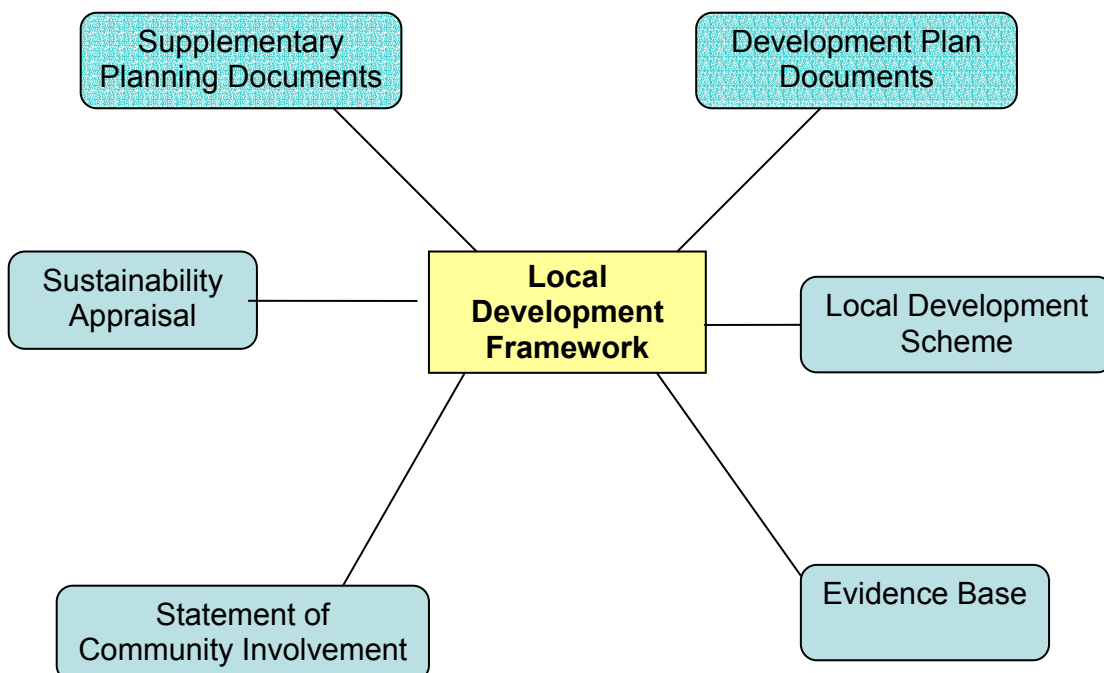 Supplementary
Planning Documents
Development Plan
Documents
Sustainability
Appraisal
Local
Development
Framework
Local Development
Scheme
Statement of
Community Involvement
Evidence Base